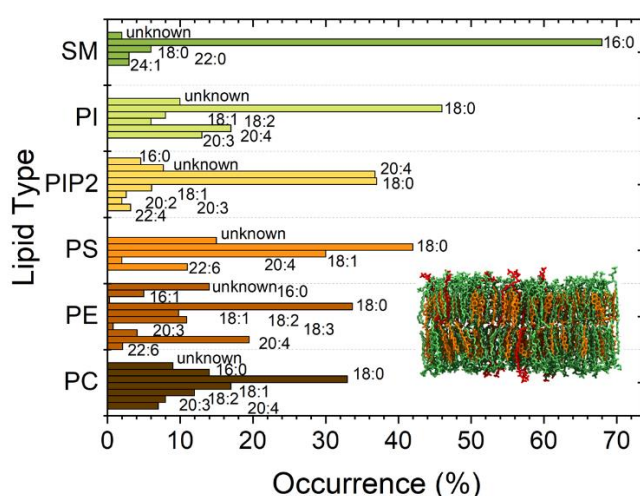 SM
unknown
16:0
18:0 22:0
24:1
PI
unknown
18:0
18:1 18:2
20:3 20:4
PIP2
16:0
unknown
20:4
18:0
18:1
20:2 20:3
22:4
PS
unknown
18:0
20:4 18:1
22:6
PE
unknown 16:0
16:1
18:0
18:1 18:2
20:3 18:3
20:4
22:6
PC
unknown
16:0
18:0
18:1
18:2
20:3 20:4
Lipid Type
0 10 20 30 40 50 60 70
Occurrence (%)